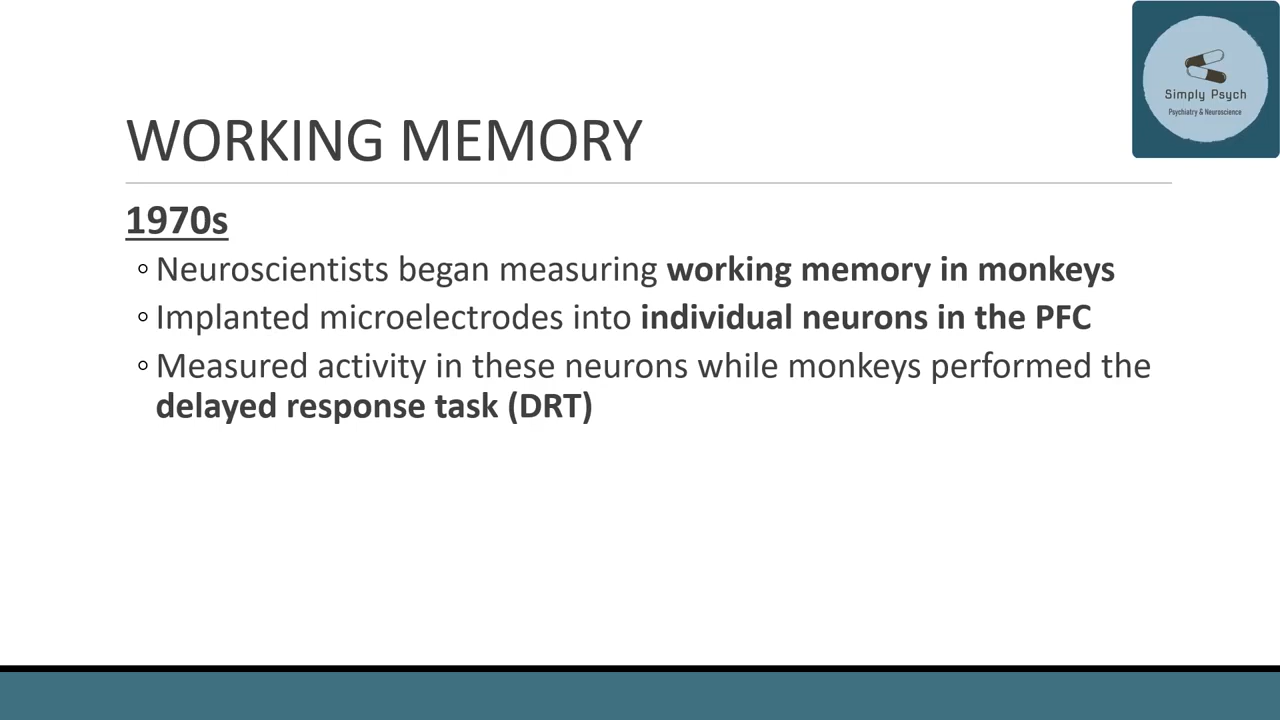 Simply Psych
Psychiatry & Neuroscience
WORKING MEMORY
1970s
◦ Neuroscientists began measuring working memory in monkeys
◦ Implanted microelectrodes into individual neurons in the PFC
◦ Measured activity in these neurons while monkeys performed the
delayed response task (DRT)